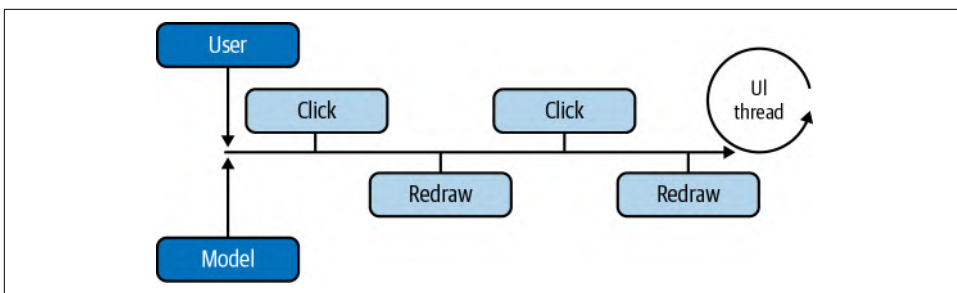 User
Click
Click
UI
thread
Redraw
Redraw
Model